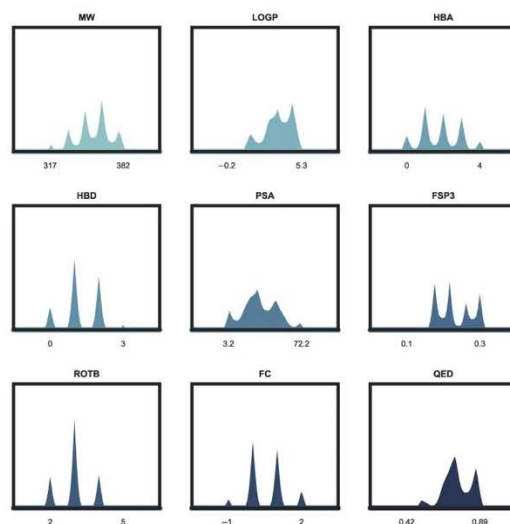 MW LOGP HBA
317 382 −0.2 5.3 0 4
HBD PSA FSP3
0 3 3.2 72.2 0.1 0.3
ROTB FC QED
2 5 −1 2 0.42 0.89